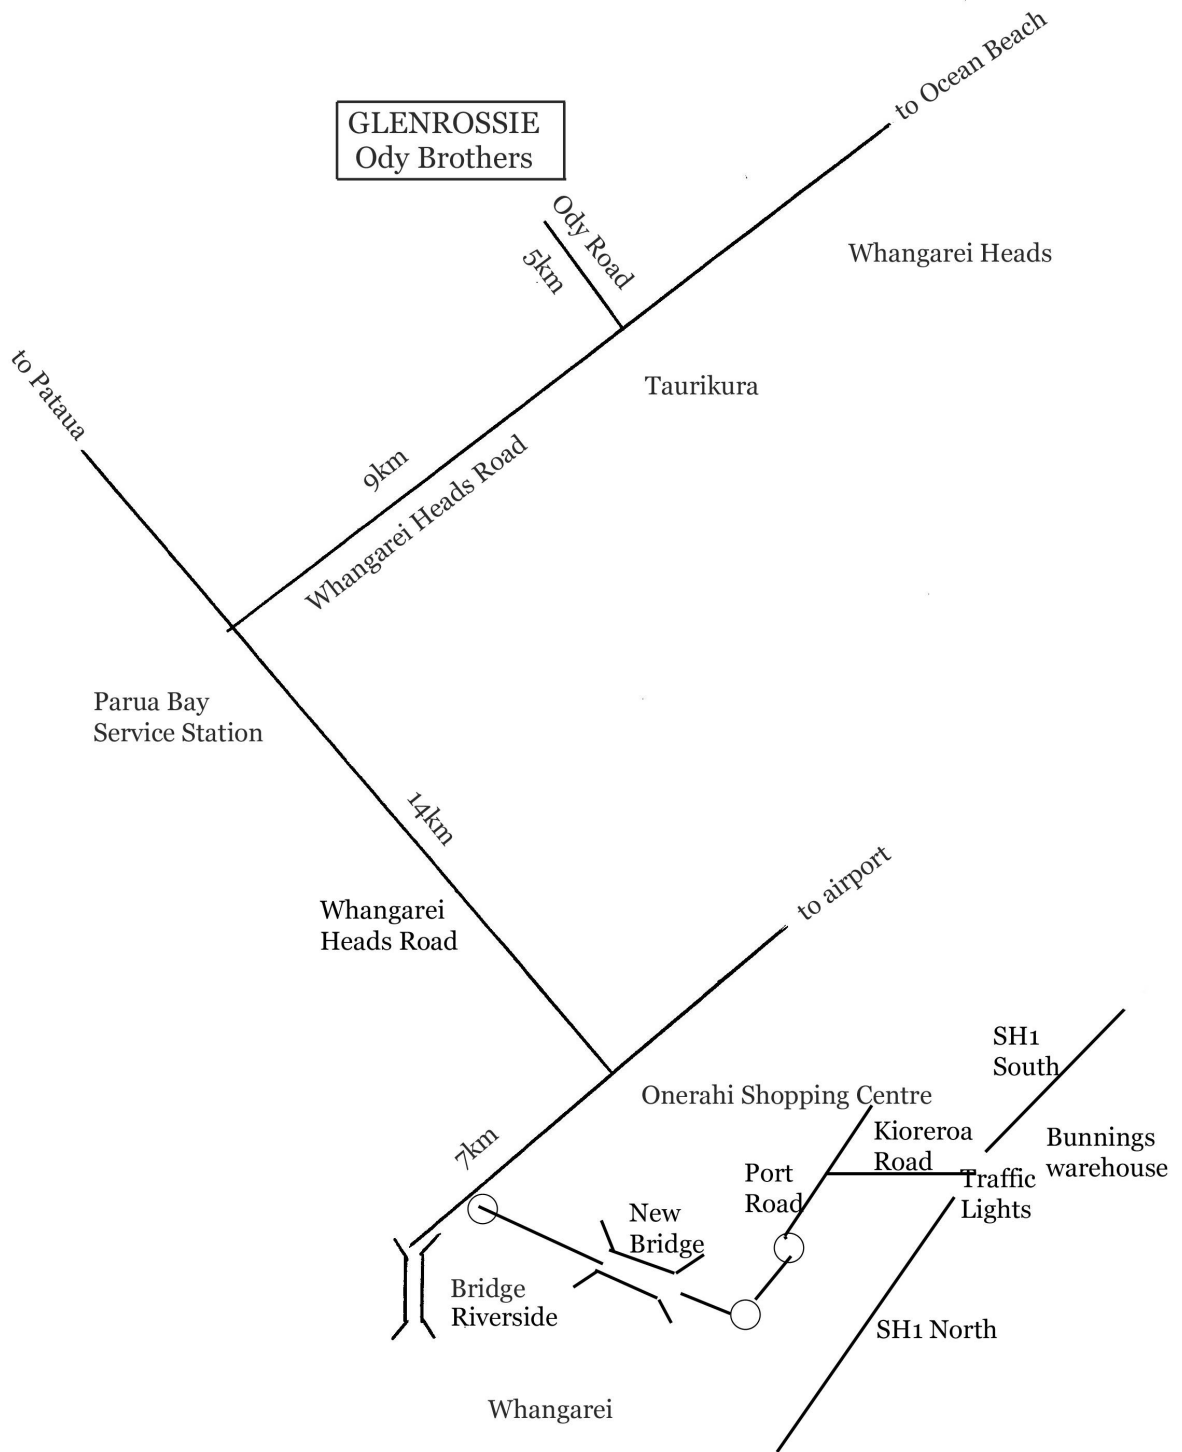 to Ocean Beach
GLENROSSIE
Ody Brothers
Ody Road
5km
Whangarei Heads
to Pataua
Taurikura
9km
Whangarei Heads Road
Parua Bay
Service Station
14km
Whangarei
Heads Road
to airport
SH1
South
Onerahi Shopping Centre
Kioreroa
Road
Bunnings
warehouse
7km
Port
Road
Traffic
Lights
New
Bridge
Bridge
Riverside
SH1 North
Whangarei